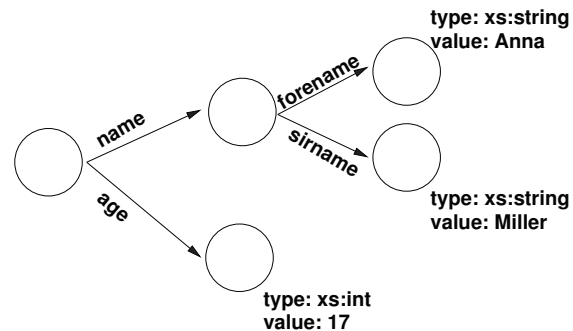 type: xs:string
value: Anna
forename
name
sirname
age
type: xs:string
value: Miller
type: xs:int
value: 17